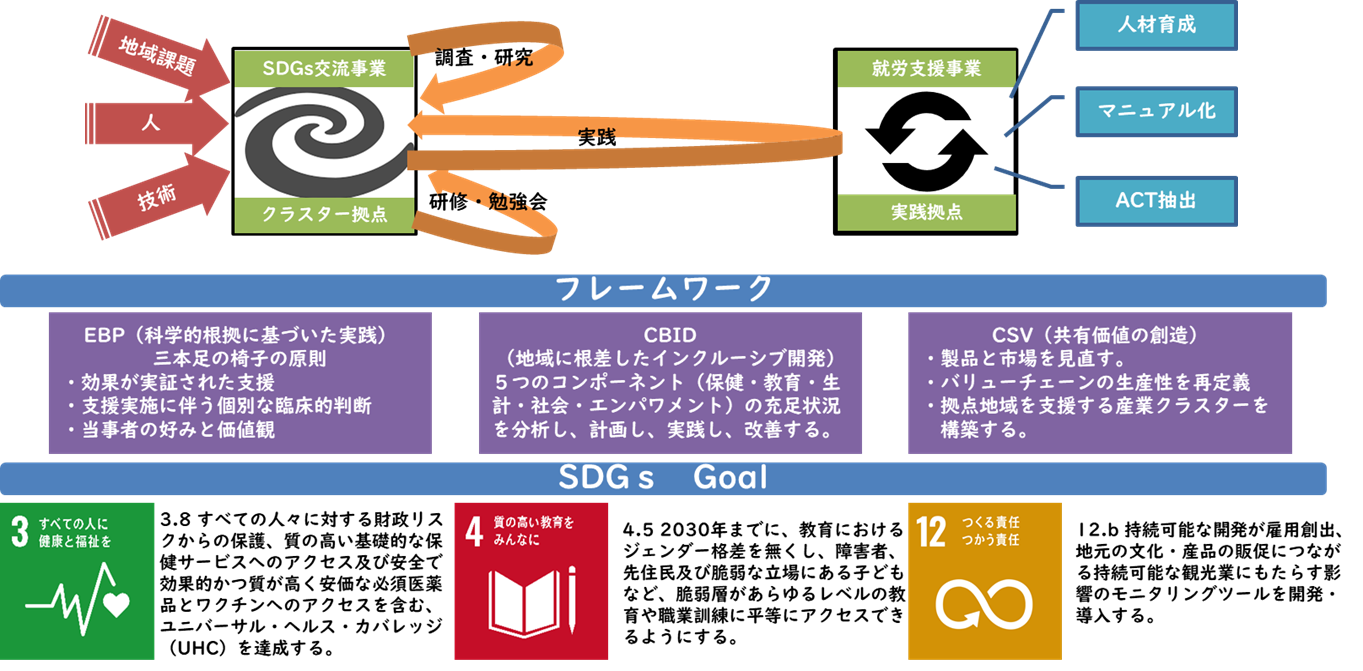 地域課題
人
技術
SDGs交流事業
クラスター拠点
調査・研究
実践
研修・勉強会
就労支援事業
実践拠点
人材育成
マニュアル化
ACT抽出
フレームワーク
EBP（科学的根拠に基づいた実践）
三本足の椅子の原則
・効果が実証された支援
・支援実施に伴う個別な臨床的判断
・当事者の好みと価値観
CBID
（地域に根差したインクルーシブ開発）
５つのコンポーネント（保健・教育・生
計・社会・エンパワメント）の充足状況
を分析し、計画し、実践し、改善する。
CSV（共有価値の創造）
・製品と市場を見直す。
・バリューチェーンの生産性を再定義
・拠点地域を支援する産業クラスターを
構築する。
SDGｓ　Goal
3 すべての人に
健康と福祉を
3.8 すべての人々に対する財政リス
クからの保護、質の高い基礎的な保
健サービスへのアクセス及び安全で
効果的かつ質が高く安価な必須医薬
品とワクチンへのアクセスを含む、
ユニバーサル・ヘルス・カバレッジ
（UHC）を達成する。
4 質の高い教育を
みんなに
4.5 2030年までに、教育における
ジェンダー格差を無くし、障害者、
先住民及び脆弱な立場にある子ども
など、脆弱層があらゆるレベルの教
育や職業訓練に平等にアクセスでき
るようにする。
12 つくる責任
つかう責任
12.b 持続可能な開発が雇用創出、
地元の文化・産品の販促につなが
る持続可能な観光業にもたらす影
響のモニタリングツールを開発・
導入する。